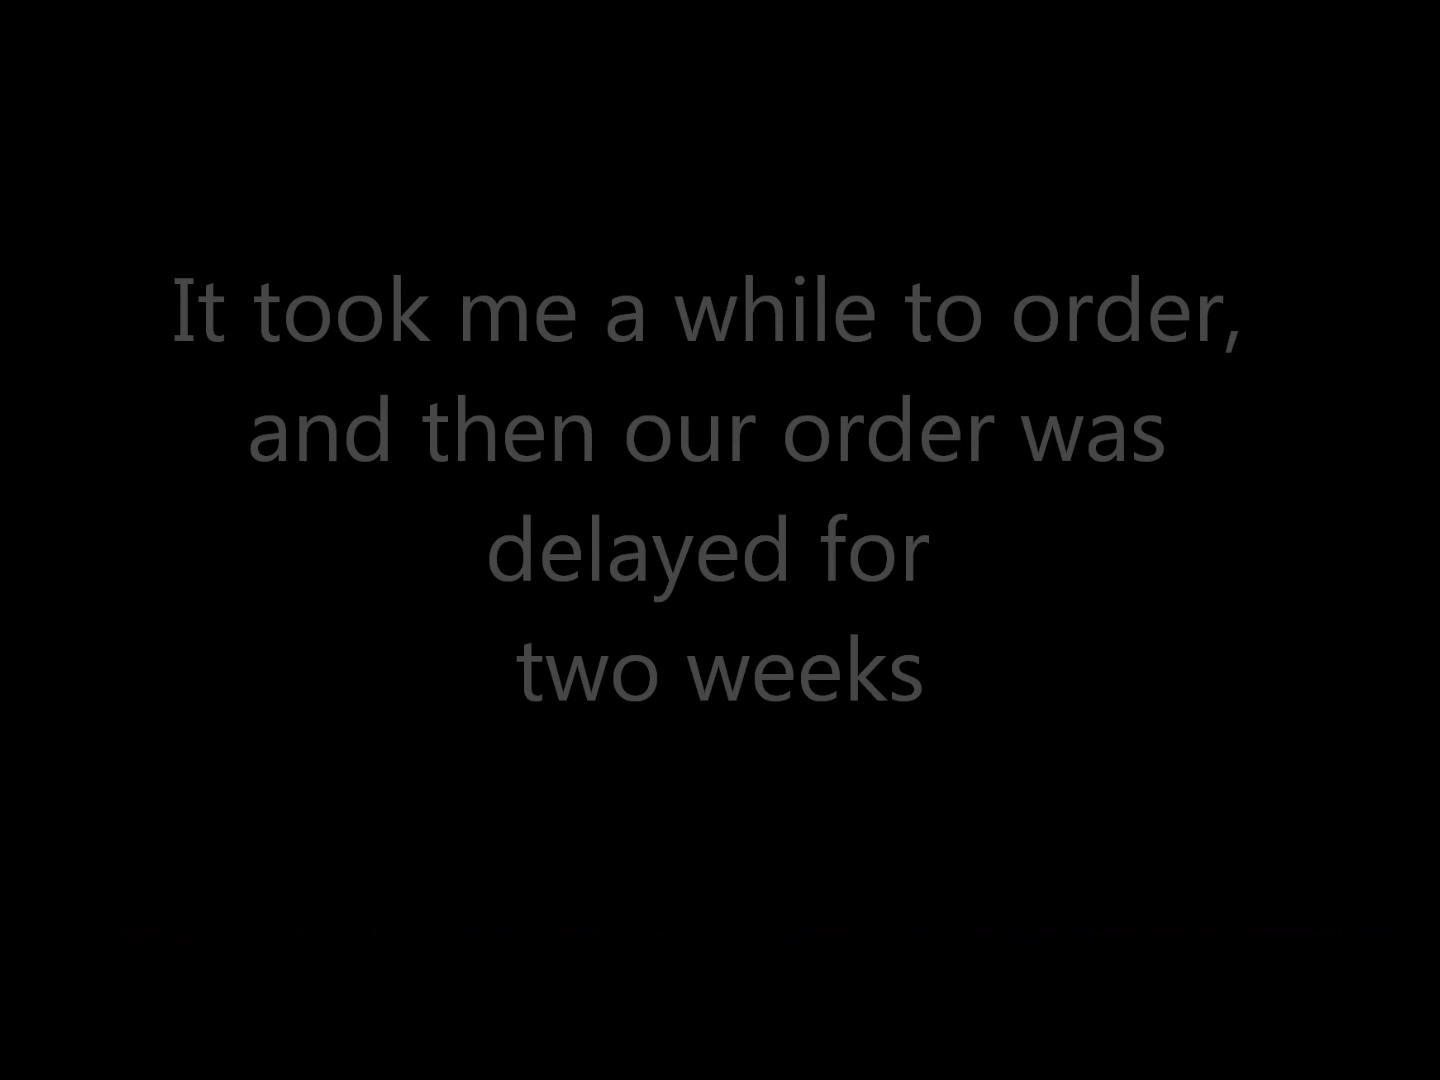 It took me a while to order,
and then our order was
delayed for
two weeks